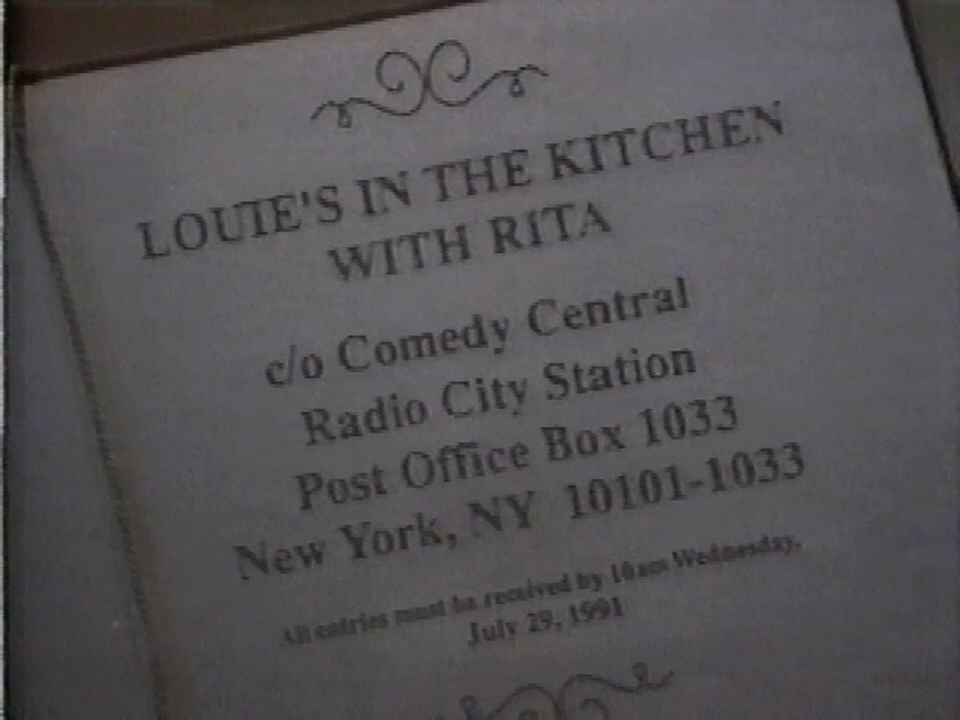 LOUIE'S IN THE KITCHEN
WITH RITA
c/o Comedy Central
Radio City Station
Post Office Box 1033
New York, NY 10101-1033
All entries must be received by 10am Wednesday,
July 29, 1991